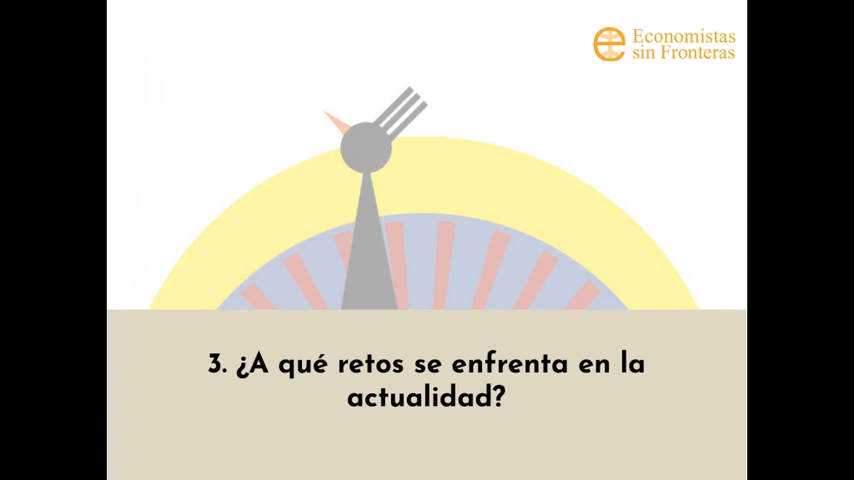 Economistas
sin Fronteras
3. ¿A qué retos se enfrenta en la
actualidad?